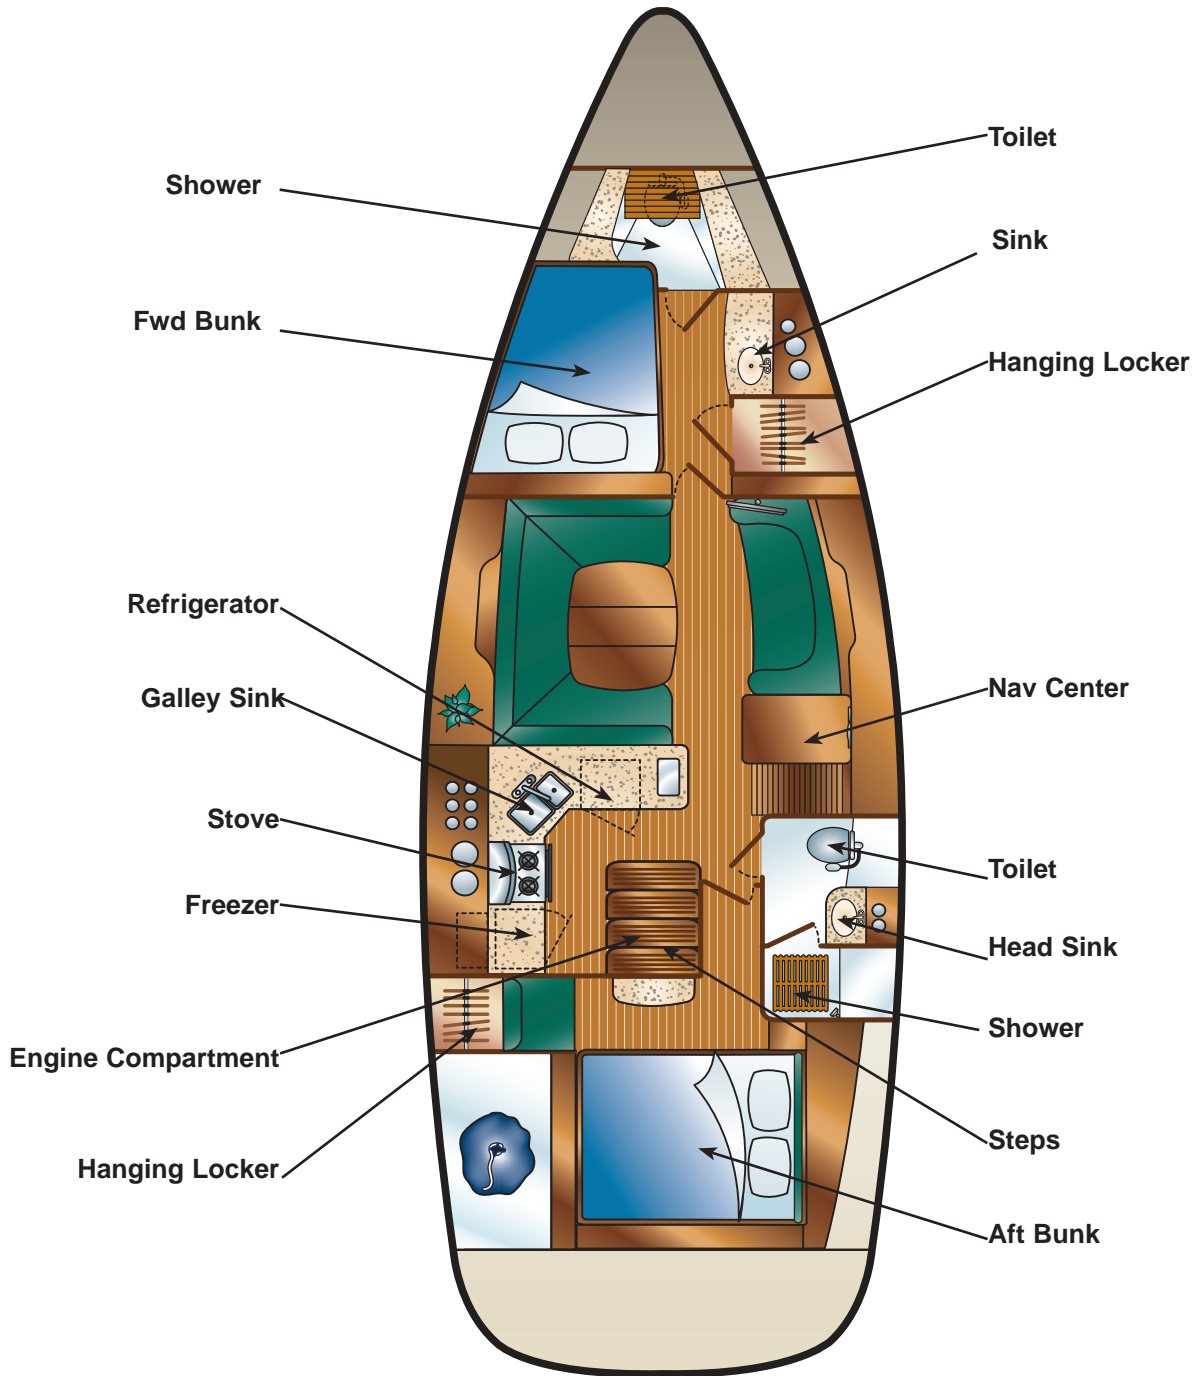 Toilet
Shower
Sink
Fwd Bunk
Hanging Locker
Refrigerator
Galley Sink
Nav Center
Stove
Toilet
Freezer
Head Sink
Shower
Engine Compartment
Steps
Hanging Locker
Aft Bunk